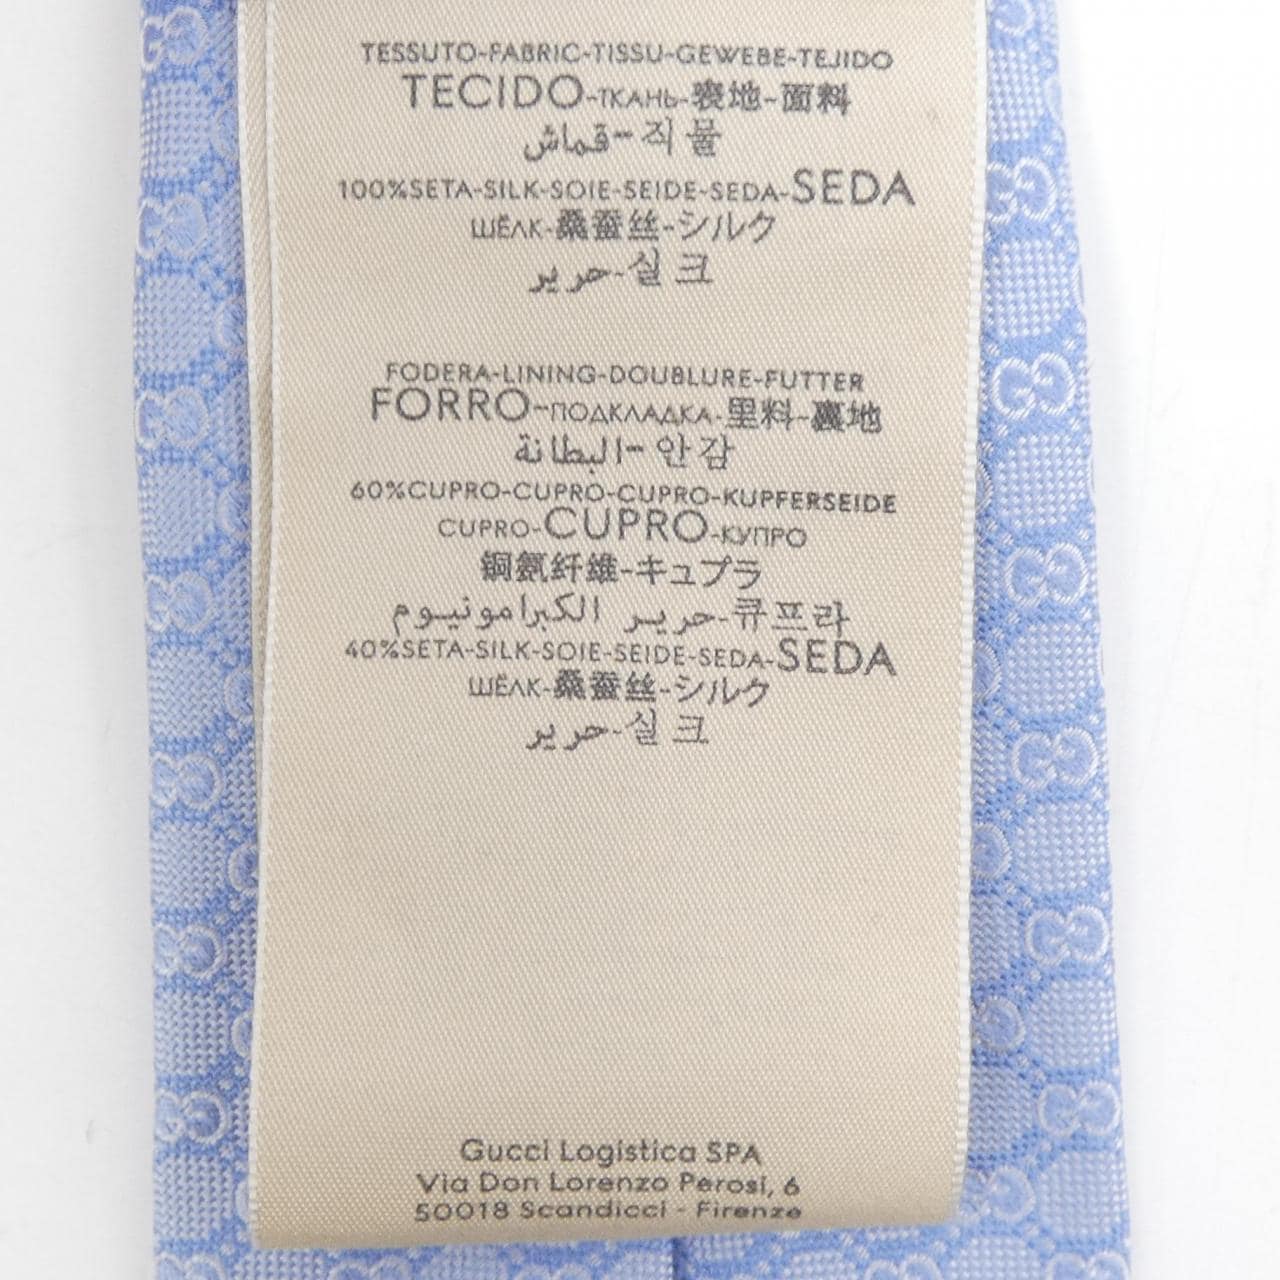 TESSUTO-FABRIC-TISSU-GEWEBE-TEJIDO
TECIDO-ТКАНЬ-裵地-面料
قماش-직물
100%SETA-SILK-SOIE-SEIDE-SEDA-SEDA
ШЁЛК-桑蚕丝-シルク
حرير-실크
FODERA-LINING-DOUBLURE-FUTTER
FORRO-ПОДКЛАДКА-里料-裏地
البطانة-안감
60%CUPRO-CUPRO-CUPRO-KUPFERSEIDE
CUPRO-CUPRO-КУПРО
铜氨纤维-キュプラ
حرير الكبرامونيوم-큐프라
40%SETA-SILK-SOIE-SEIDE-SEDA-SEDA
ШЁЛК-桑蚕丝-シルク
حرير-실크
Gucci Logistica SPA
Via Don Lorenzo Perosi, 6
50018 Scandicci - Firenze